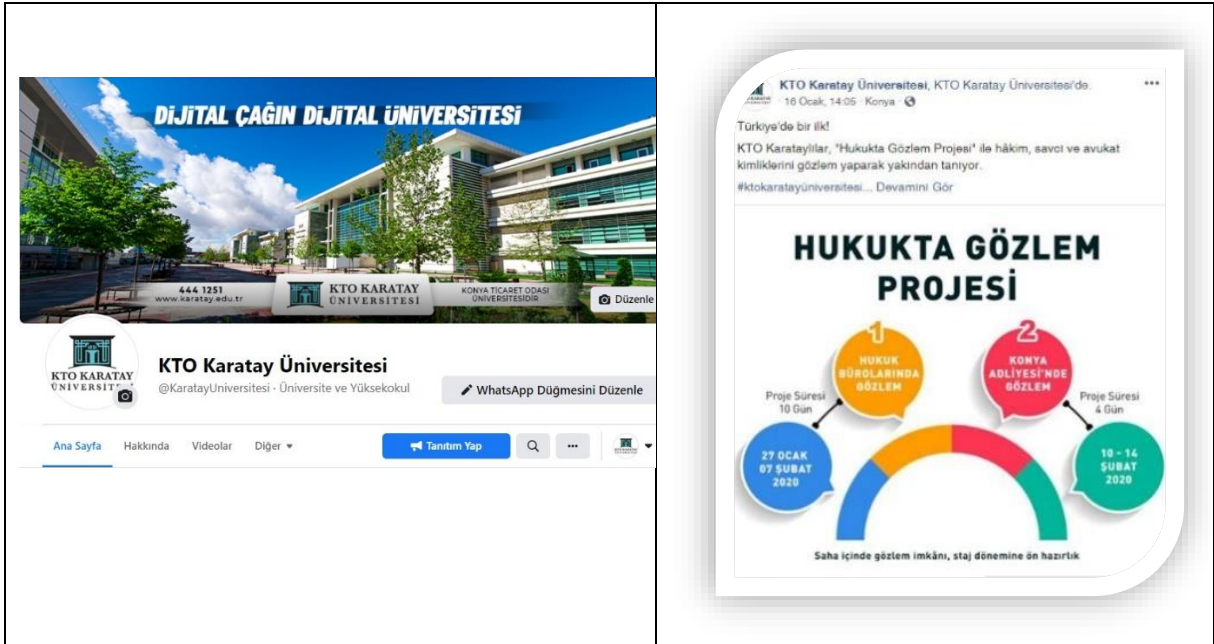 DİJİTAL ÇAĞIN DİJİTAL ÜNİVERSİTESİ
444 1251
www.karatay.edu.tr
KTO KARATAY
ÜNİVERSİTESİ
KONYA TİCARET ODASI
ÜNİVERSİTESİDİR
Düzenle
KTO KARATAY
KTO Karatay Üniversitesi
@KaratayUniversitesi · Üniversite ve Yüksekokul
WhatsApp Düğmesini Düzenle
Ana Sayfa
Hakkında
Videolar
Diğer
Tanıtım Yap
KTO Karatay Üniversitesi, KTO Karatay Üniversitesi'de.
16 Ocak, 14:05 · Konya ·
Türkiye'de bir ilk!
KTO Karataylılar, "Hukukta Gözlem Projesi" ile hâkim, savcı ve avukat
kimliklerini gözlem yaparak yakından tanıyor.
#ktokaratayüniversitesi... Devamını Gör
HUKUKTA GÖZLEM
PROJESİ
1
HUKUK
BÜROLARINDA
GÖZLEM
2
KONYA
ADLİYESİ'NDE
GÖZLEM
Proje Süresi
10 Gün
Proje Süresi
4 Gün
27 OCAK
07 ŞUBAT
2020
10 - 14
ŞUBAT
2020
Saha içinde gözlem imkânı, staj dönemine ön hazırlık